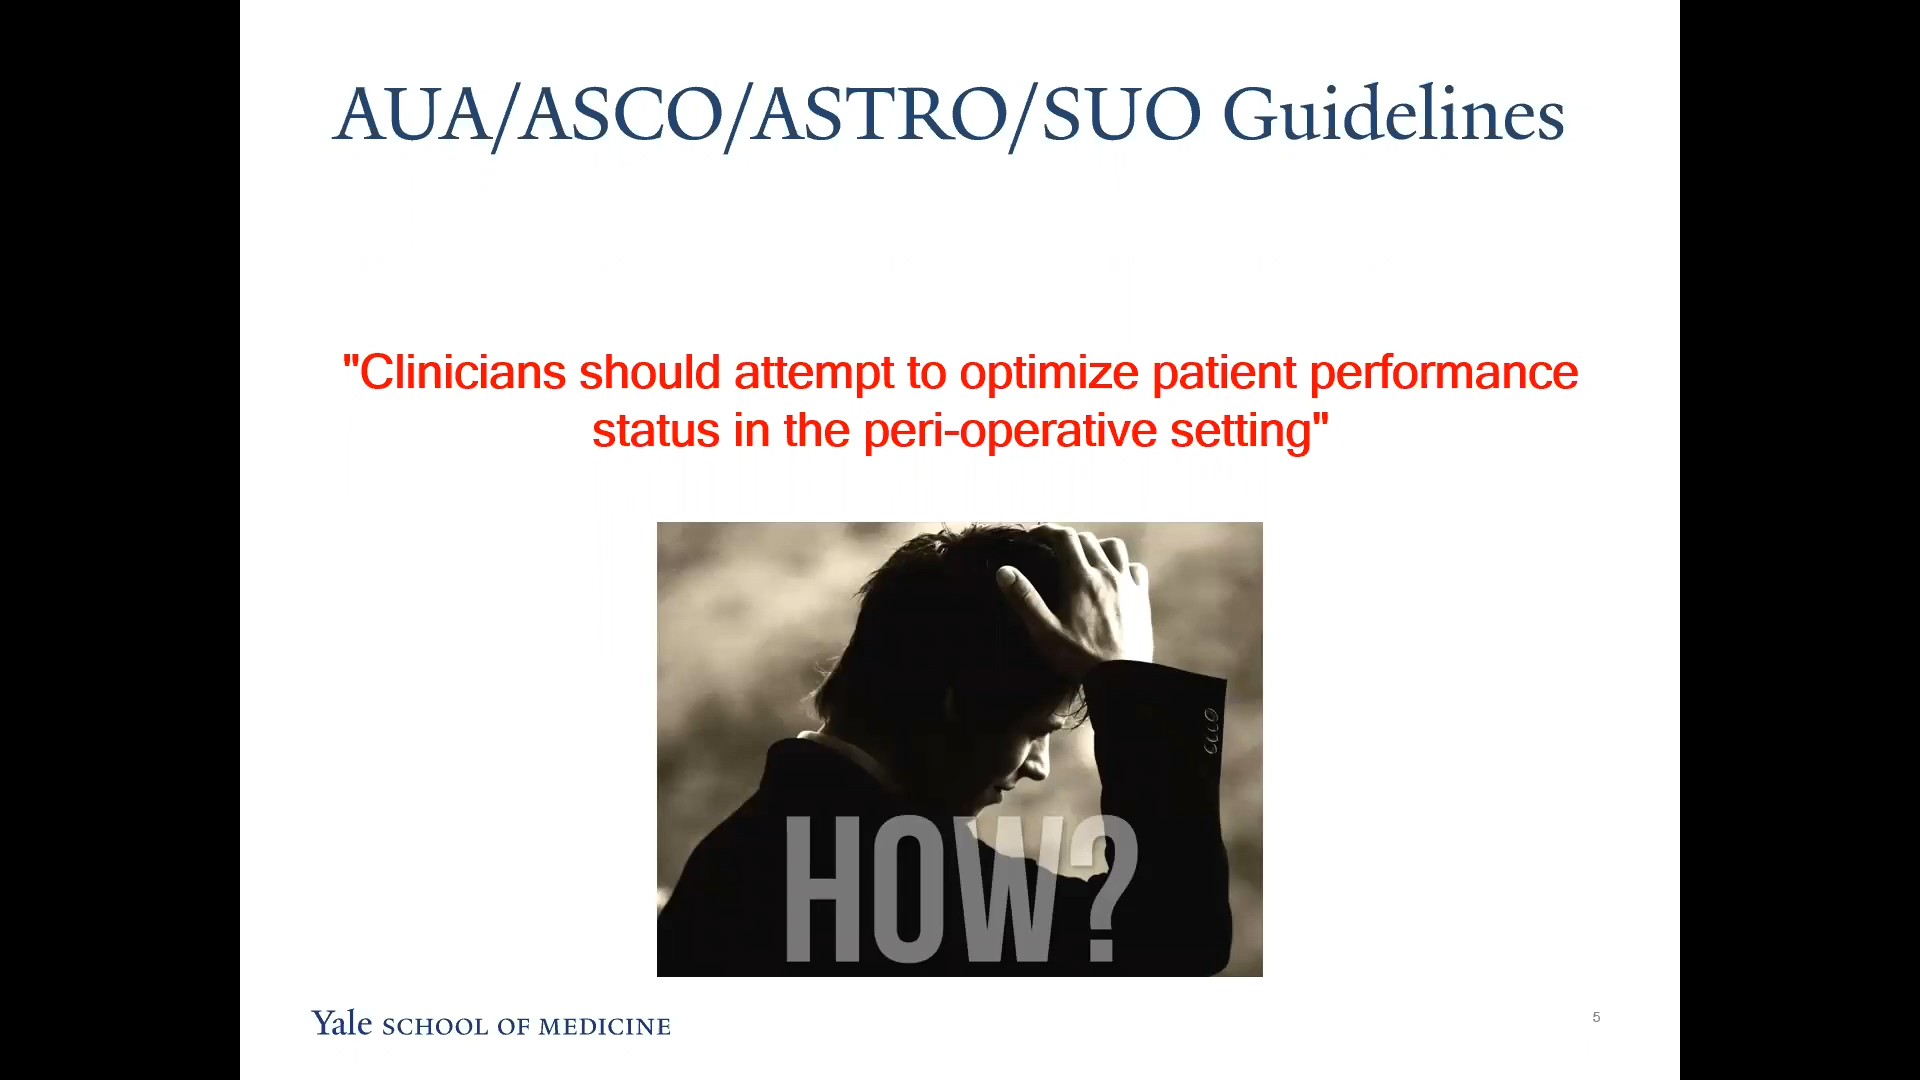 AUA/ASCO/ASTRO/SUO Guidelines
"Clinicians should attempt to optimize patient performance
status in the peri-operative setting"
HOW?
Yale SCHOOL OF MEDICINE
5